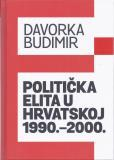 DAVORKA
BUDIMIR
POLITIČKA
ELITA U
HRVATSKOJ
1990.–2000.